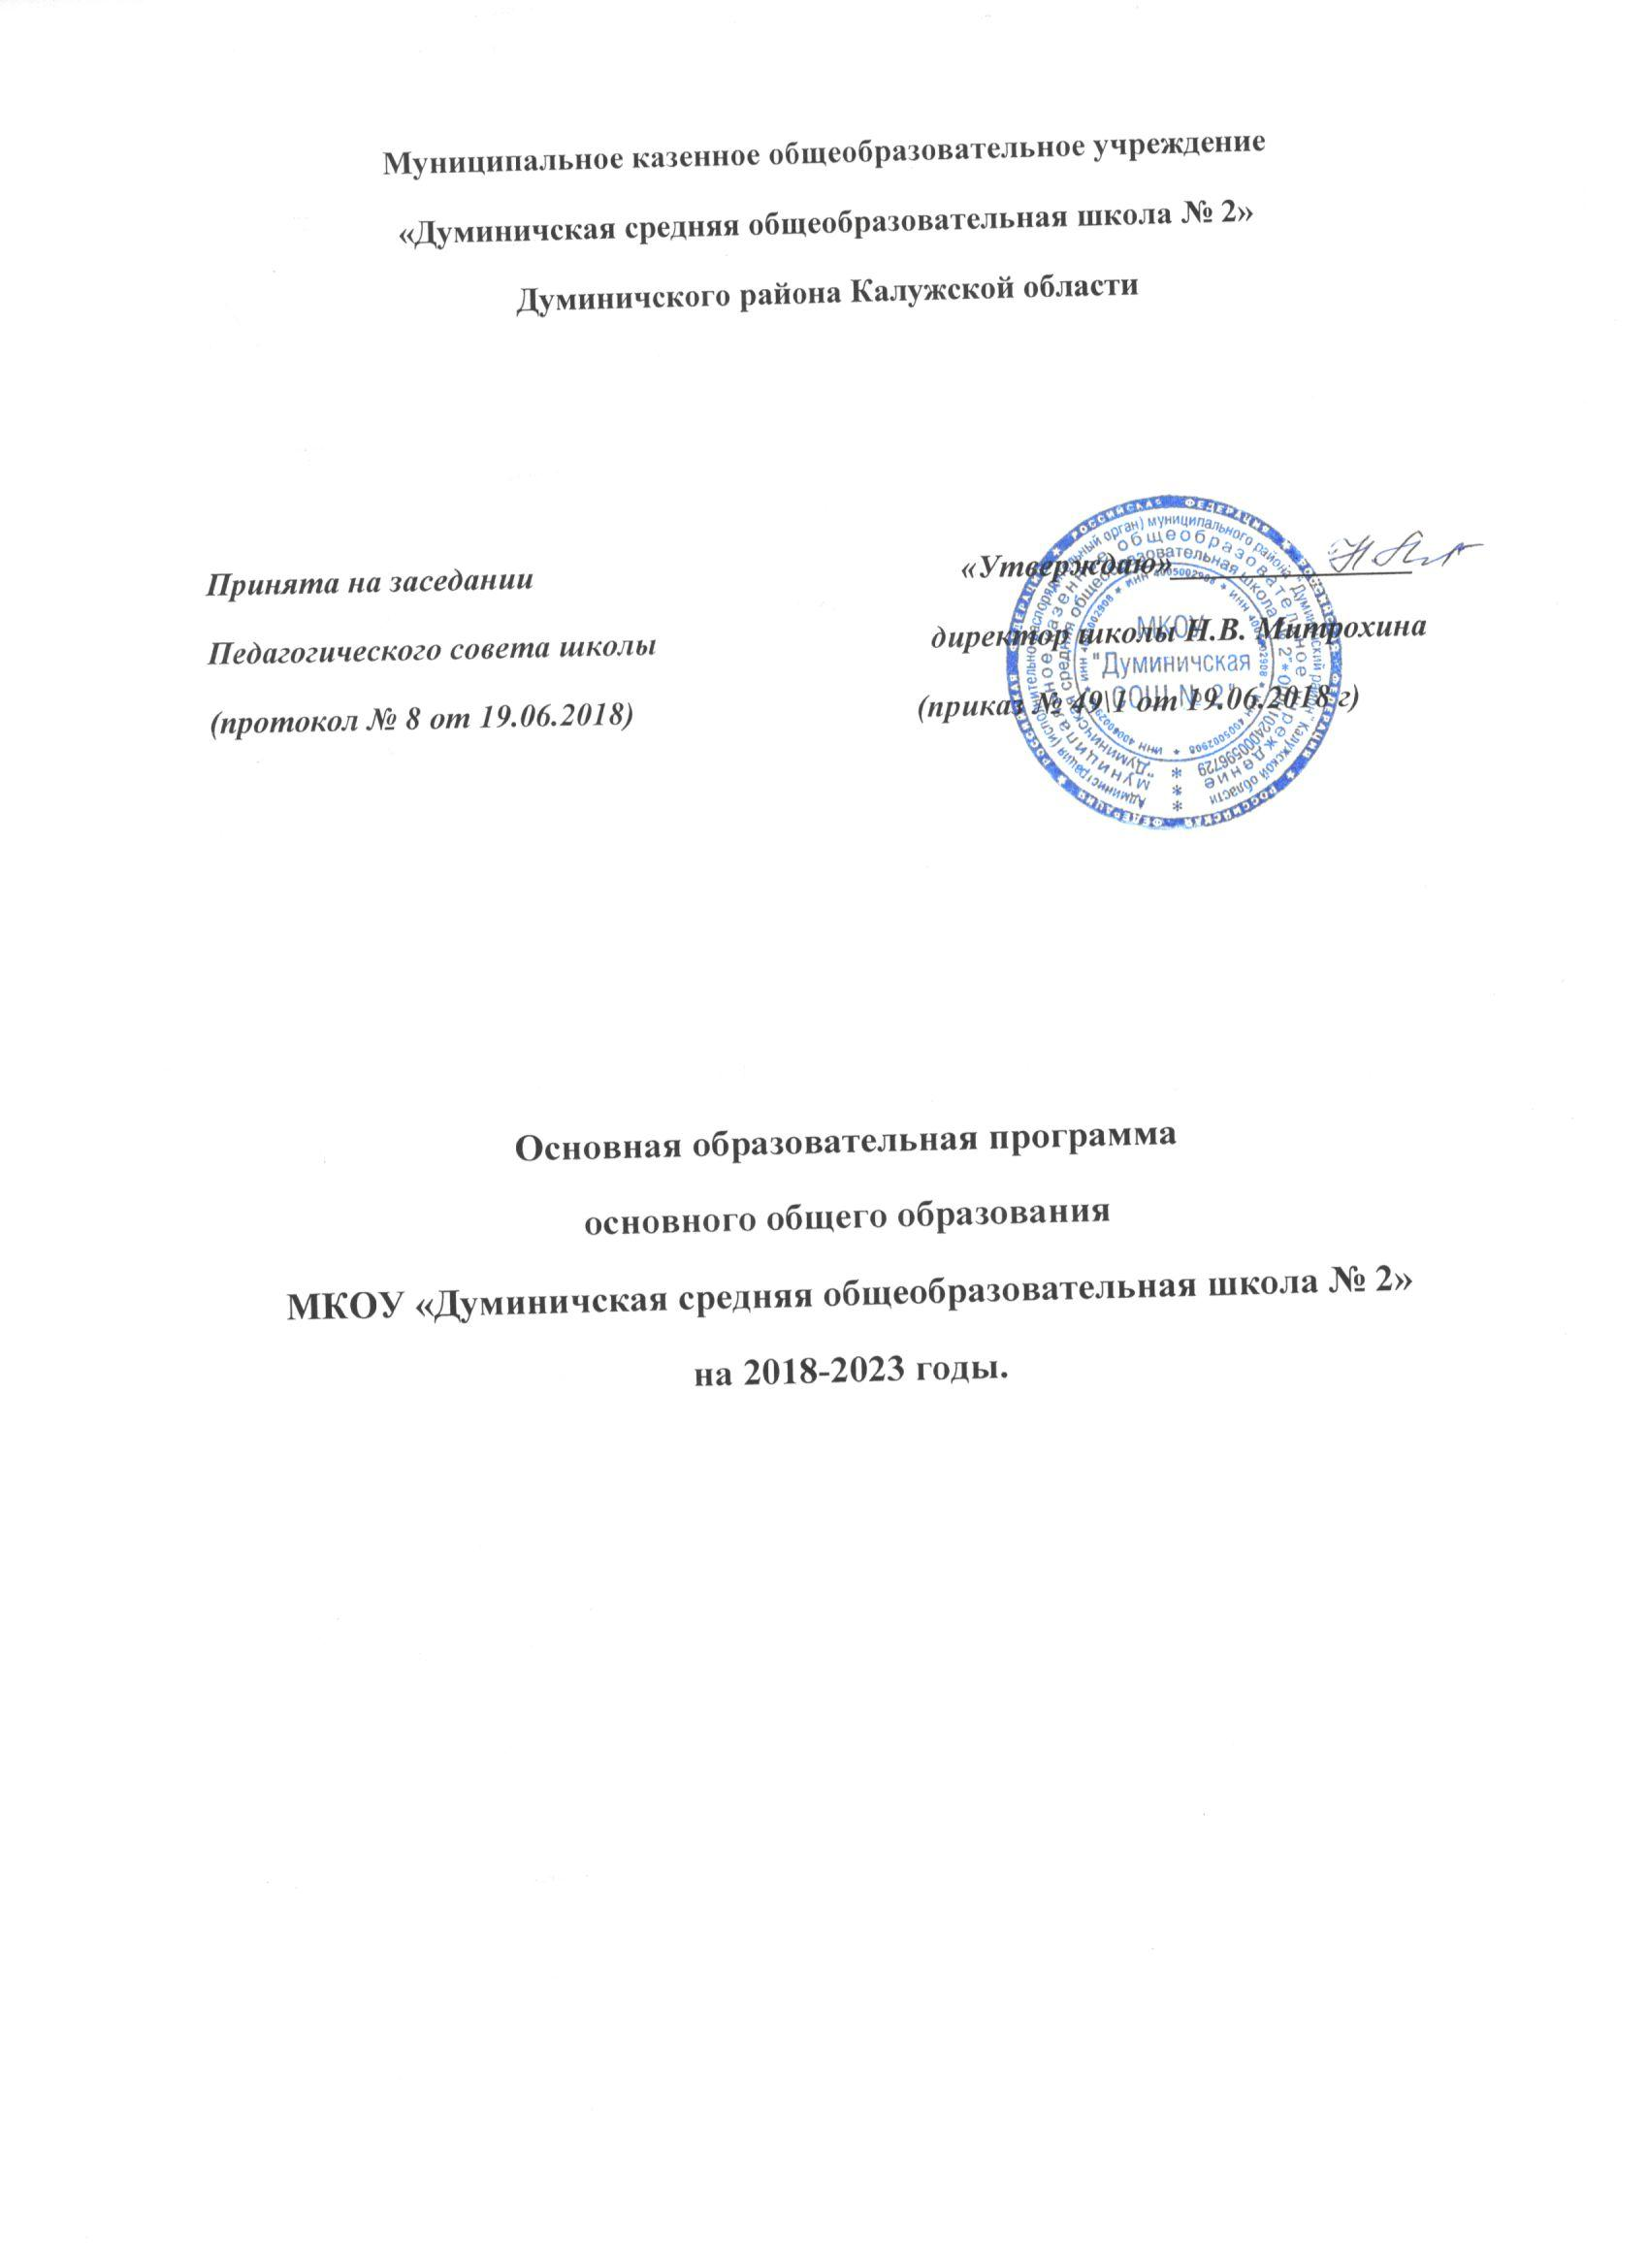 Муниципальное казенное общеобразовательное учреждение
«Думиничская средняя общеобразовательная школа № 2»
Думиничского района Калужской области
Принята на заседании
Педагогического совета школы
(протокол № 8 от 19.06.2018)
«Утверждаю»
директор школы Н.В. Митрохина
(приказ № 49\1 от 19.06.2018 г)
МКОУ
"Думиничская
СОШ № 2"
Основная образовательная программа
основного общего образования
МКОУ «Думиничская средняя общеобразовательная школа № 2»
на 2018-2023 годы.